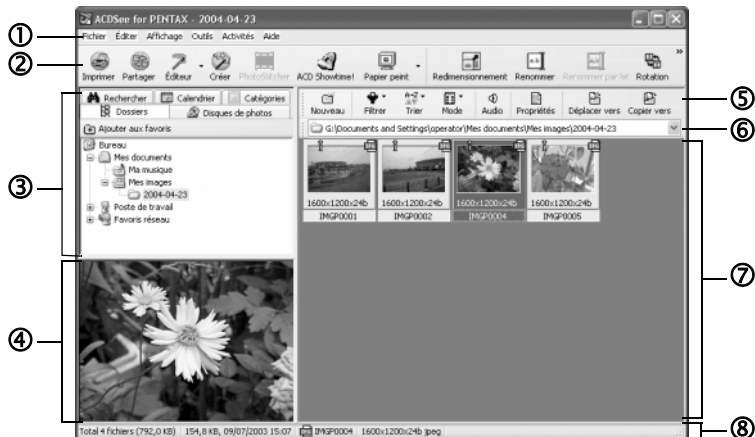 ACDSee for PENTAX - 2004-04-23
① Fichier Éditer Affichage Outils Activités Aide
② Imprimer Partager Éditeur Créer PhotoStitcher ACD Showtime! Papier peint Redimensionnement Renommer Renommer par lot Rotation »
③ Rechercher Calendrier Catégories
Dossiers Disques de photos
Ajouter aux favoris
Bureau
Mes documents
Ma musique
Mes images
2004-04-23
Poste de travail
Favoris réseau
④
Nouveau Filtrer Trier Mode Audio Propriétés Déplacer vers Copier vers ⑤
G:\Documents and Settings\operator\Mes documents\Mes images\2004-04-23 ⑥
1600x1200x24b 1600x1200x24b 1600x1200x24b 1600x1200x24b
IMGP0001 IMGP0002 IMGP0004 IMGP0005
⑦
Total 4 fichiers (792,0 KB) 154,8 KB, 09/07/2003 15:07 IMGP0004 1600x1200x24b jpeg ⑧